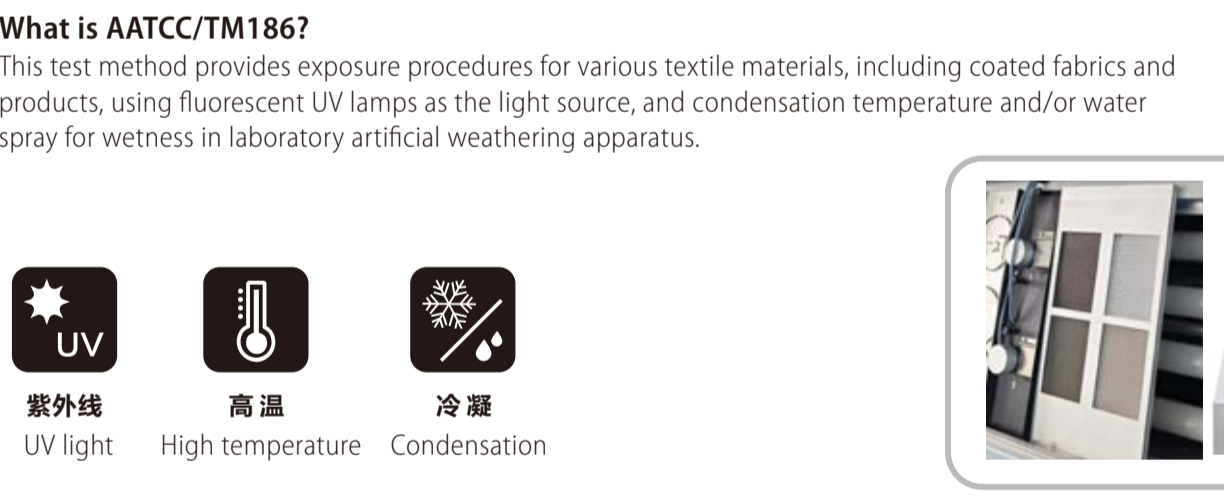 What is AATCC/TM186?
This test method provides exposure procedures for various textile materials, including coated fabrics and
products, using fluorescent UV lamps as the light source, and condensation temperature and/or water
spray for wetness in laboratory artificial weathering apparatus.
UV
紫外线 高温 冷凝
UV light High temperature Condensation